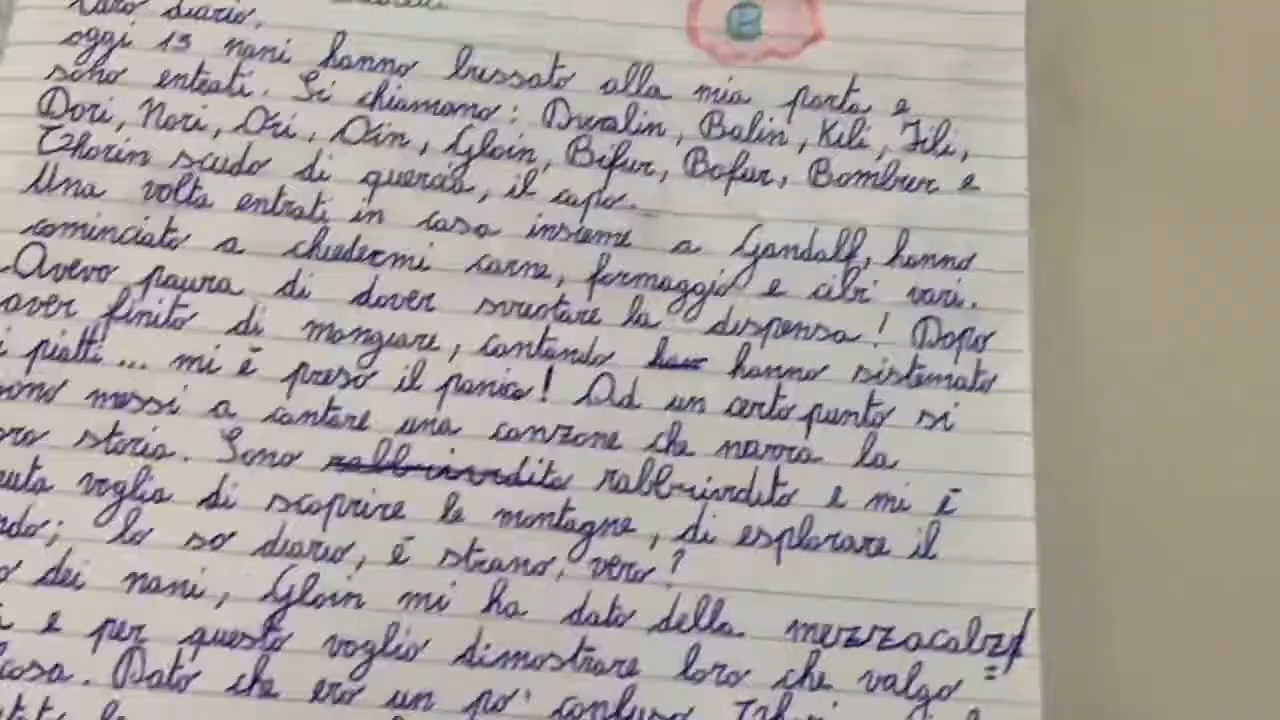 Caro diario,
oggi 13 nani hanno bussato alla mia porta e
sono entrati. Si chiamano: Dwalin, Balin, Kili, Fili,
Dori, Nori, Ori, Oin, Gloin, Bifur, Bofur, Bombur e
Thorin scudo di quercia, il capo.
Una volta entrati in casa insieme a Gandalf, hanno
cominciato a chiedermi carne, formaggio e cibi vari.
Avevo paura di dover svuotare la dispensa! Dopo
aver finito di mangiare, cantando hanno sistemato
i piatti... mi è preso il panico! Ad un certo punto si
sono messi a cantare una canzone che narra la
oro storia. Sono rabbrividito e mi è
uta voglia di scoprire le montagne, di esplorare il
ndo; lo so diario, è strano, vero?
o dei nani, Gloin mi ha dato della mezzacalz
e per questo voglio dimostrare loro che valgo
cosa. Dato che ero un po' confuso